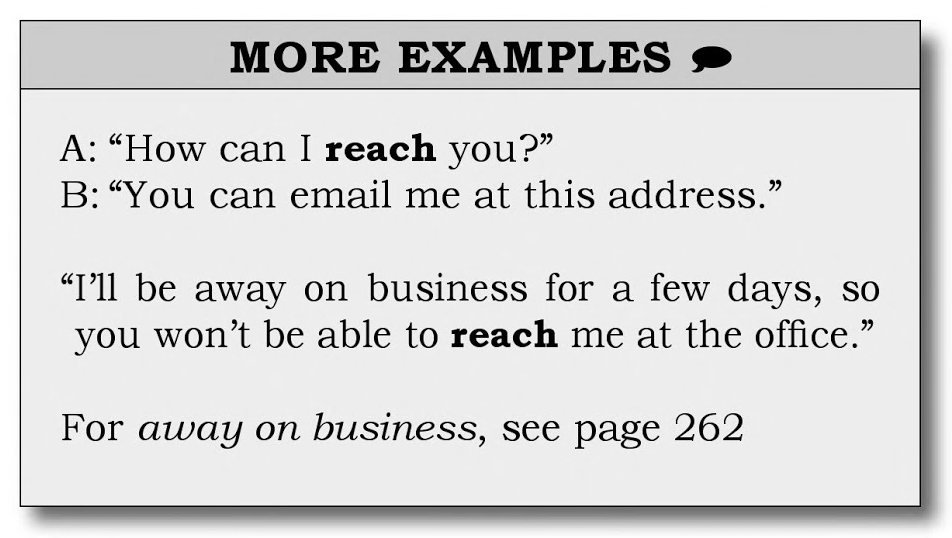 MORE EXAMPLES
A: “How can I reach you?”
B: “You can email me at this address.”
“I’ll be away on business for a few days, so
you won’t be able to reach me at the office.”
For away on business, see page 262